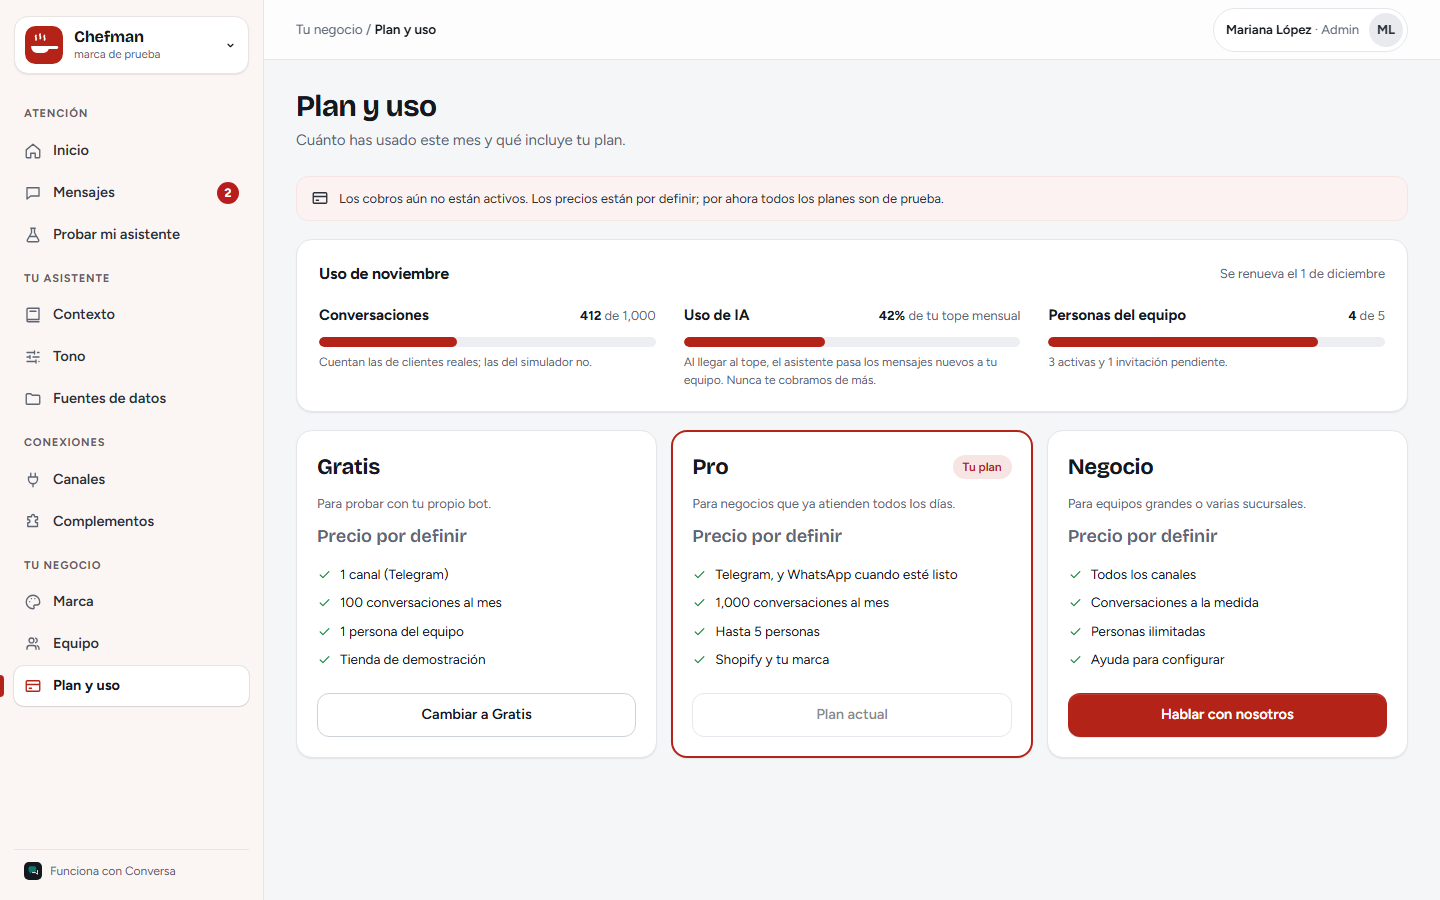 Chefman
marca de prueba
ATENCIÓN
Inicio
Mensajes 2
Probar mi asistente
TU ASISTENTE
Contexto
Tono
Fuentes de datos
CONEXIONES
Canales
Complementos
TU NEGOCIO
Marca
Equipo
Plan y uso
Funciona con Conversa
Tu negocio / Plan y uso
Mariana López · Admin ML
Plan y uso
Cuánto has usado este mes y qué incluye tu plan.
Los cobros aún no están activos. Los precios están por definir; por ahora todos los planes son de prueba.
Uso de noviembre
Se renueva el 1 de diciembre
Conversaciones 412 de 1,000
Cuentan las de clientes reales; las del simulador no.
Uso de IA 42% de tu tope mensual
Al llegar al tope, el asistente pasa los mensajes nuevos a tu
equipo. Nunca te cobramos de más.
Personas del equipo 4 de 5
3 activas y 1 invitación pendiente.
Gratis
Para probar con tu propio bot.
Precio por definir
1 canal (Telegram)
100 conversaciones al mes
1 persona del equipo
Tienda de demostración
Cambiar a Gratis
Pro
Tu plan
Para negocios que ya atienden todos los días.
Precio por definir
Telegram, y WhatsApp cuando esté listo
1,000 conversaciones al mes
Hasta 5 personas
Shopify y tu marca
Plan actual
Negocio
Para equipos grandes o varias sucursales.
Precio por definir
Todos los canales
Conversaciones a la medida
Personas ilimitadas
Ayuda para configurar
Hablar con nosotros